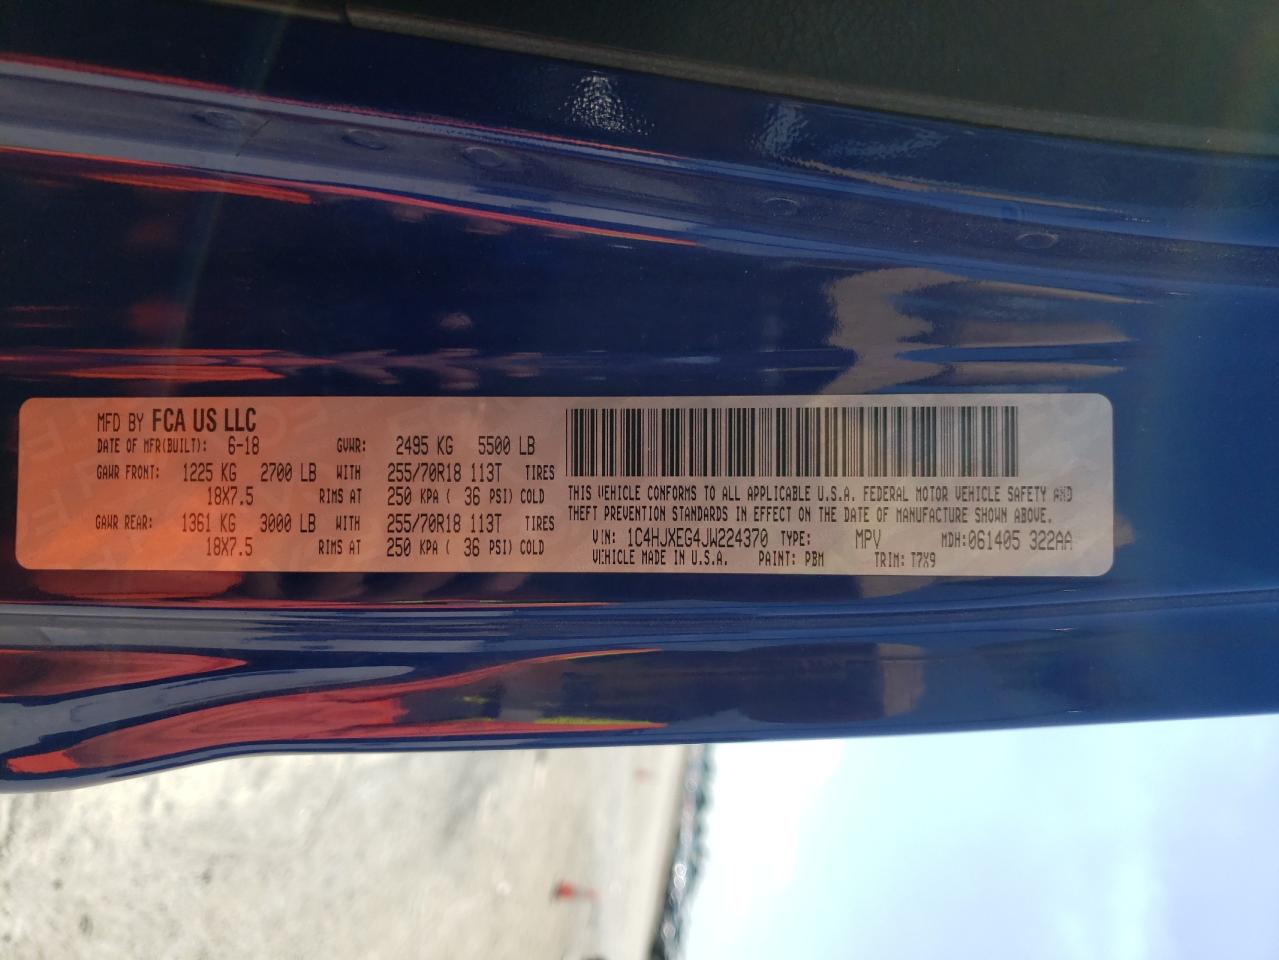 MFD BY FCA US LLC
DATE OF MFR(BUILT): 6-18 GVWR: 2495 KG 5500 LB
GAWR FRONT: 1225 KG 2700 LB WITH 255/70R18 113T TIRES
18X7.5 RIMS AT 250 KPA ( 36 PSI) COLD
GAWR REAR: 1361 KG 3000 LB WITH 255/70R18 113T TIRES
18X7.5 RIMS AT 250 KPA ( 36 PSI) COLD
THIS VEHICLE CONFORMS TO ALL APPLICABLE U.S.A. FEDERAL MOTOR VEHICLE SAFETY AND
THEFT PREVENTION STANDARDS IN EFFECT ON THE DATE OF MANUFACTURE SHOWN ABOVE.
VIN: 1C4HJXEG4JW224370 TYPE: MPV MDH:061405 322AA
VEHICLE MADE IN U.S.A. PAINT: PBM TRIM: T7X9